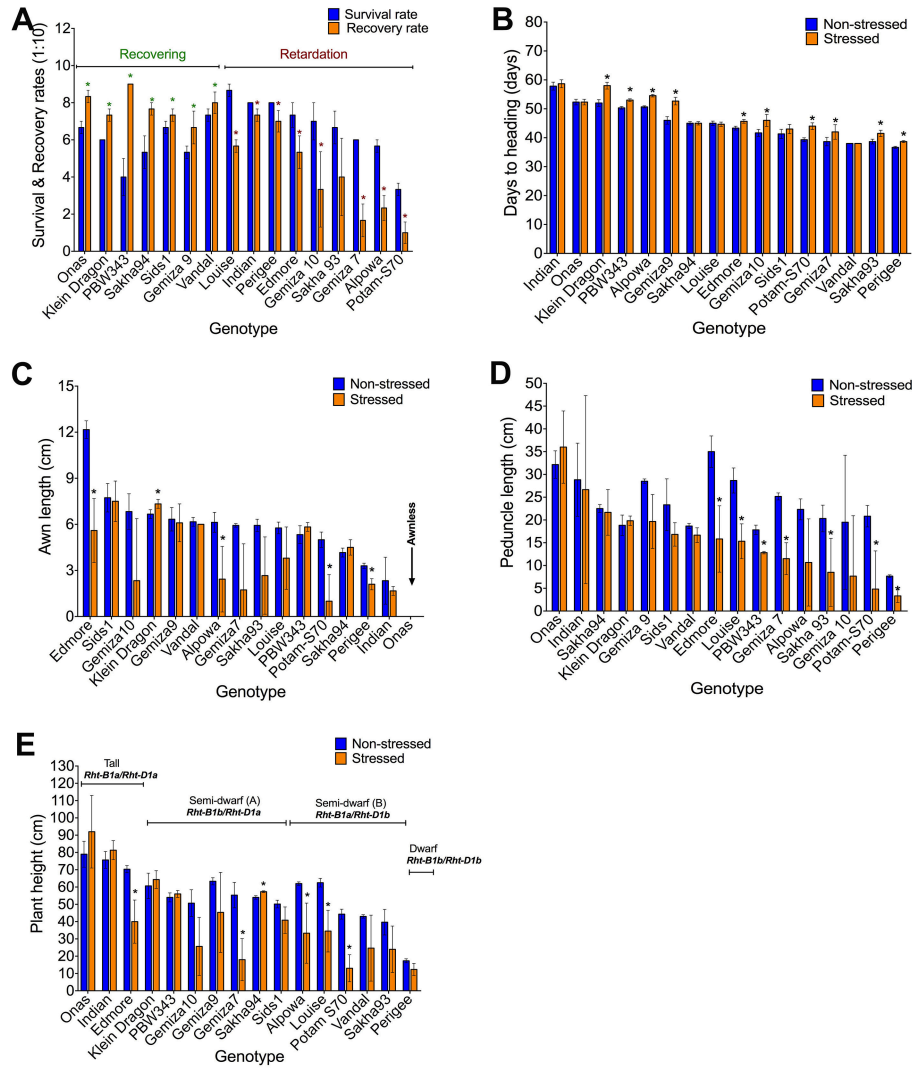 A
Survival rate
Recovery rate
Recovering
Retardation
Survival & Recovery rates (1:10)
12
10
8
6
4
2
0
Onas
Klein Dragon
PBW343
Sakha94
Sids1
Gemiza 9
Vandal
Louise
Indian
Perigee
Edmore
Gemiza 10
Sakha 93
Gemiza 7
Alpowa
Potam-S70
Genotype
B
Non-stressed
Stressed
Days to heading (days)
80
70
60
50
40
30
20
10
0
Indian
Onas
Klein Dragon
PBW343
Alpowa
Gemiza9
Sakha94
Louise
Edmore
Gemiza10
Sids1
Potam-S70
Gemiza7
Vandal
Sakha93
Perigee
Genotype
C
Non-stressed
Stressed
Awn length (cm)
15
12
9
6
3
0
Awnless
Edmore
Sids1
Gemiza10
Klein Dragon
Gemiza9
Vandal
Alpowa
Gemiza7
Sakha93
Louise
PBW343
Potam-S70
Sakha94
Perigee
Indian
Onas
Genotype
D
Non-stressed
Stressed
Peduncle length (cm)
50
45
40
35
30
25
20
15
10
5
0
Onas
Indian
Sakha94
Klein Dragon
Gemiza 9
Sids1
Vandal
Edmore
Louise
PBW343
Gemiza 7
Alpowa
Sakha 93
Gemiza 10
Potam-S70
Perigee
Genotype
E
Non-stressed
Stressed
Plant height (cm)
130
120
110
100
90
80
70
60
50
40
30
20
10
0
Tall
Rht-B1a/Rht-D1a
Semi-dwarf (A)
Rht-B1b/Rht-D1a
Semi-dwarf (B)
Rht-B1a/Rht-D1b
Dwarf
Rht-B1b/Rht-D1b
Onas
Indian
Edmore
Klein Dragon
PBW343
Gemiza10
Gemiza9
Gemiza7
Sakha94
Sids1
Alpowa
Louise
Potam S70
Vandal
Sakha93
Perigee
Genotype